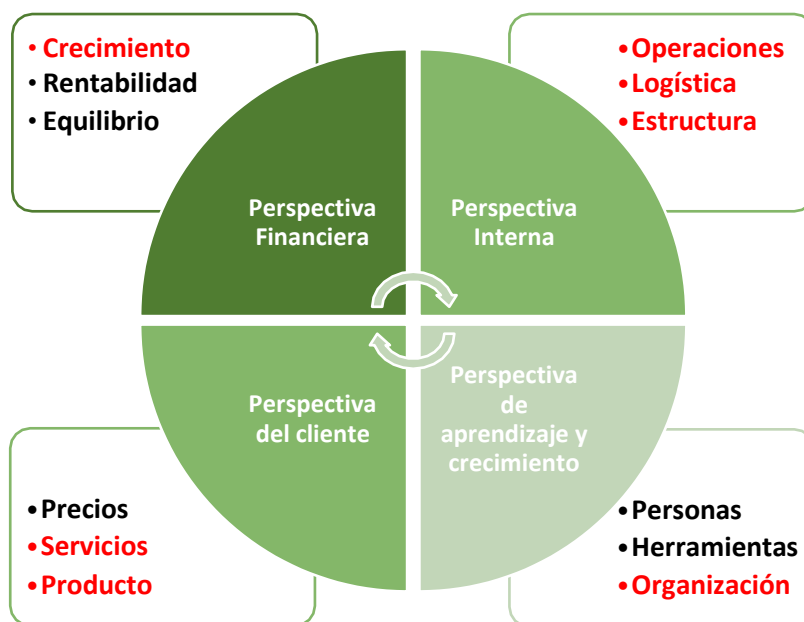 • Crecimiento
• Rentabilidad
• Equilibrio
•Operaciones
•Logística
•Estructura
Perspectiva
Financiera
Perspectiva
Interna
Perspectiva
del cliente
Perspectiva
de
aprendizaje y
crecimiento
•Precios
•Servicios
•Producto
•Personas
•Herramientas
•Organización